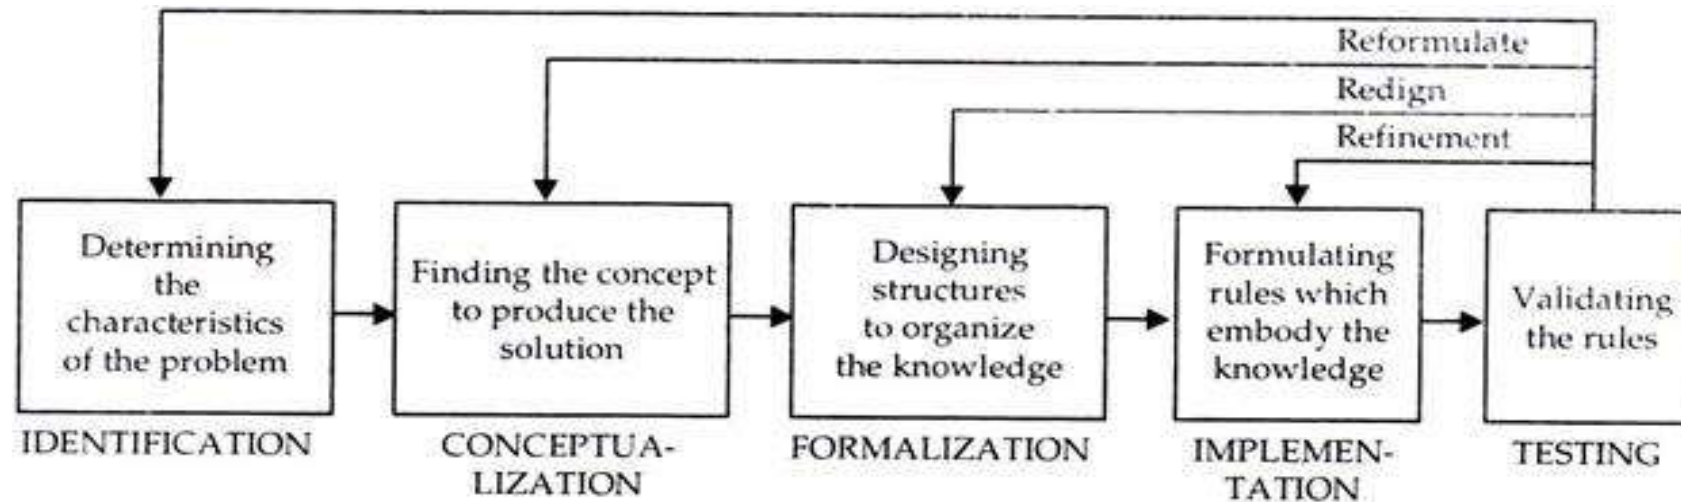 Reformulate
Redign
Refinement
Determining
the
characteristics
of the problem
Finding the concept
to produce the
solution
Designing
structures
to organize
the knowledge
Formulating
rules which
embody the
knowledge
Validating
the rules
IDENTIFICATION
CONCEPTUA-
LIZATION
FORMALIZATION
IMPLEMEN-
TATION
TESTING